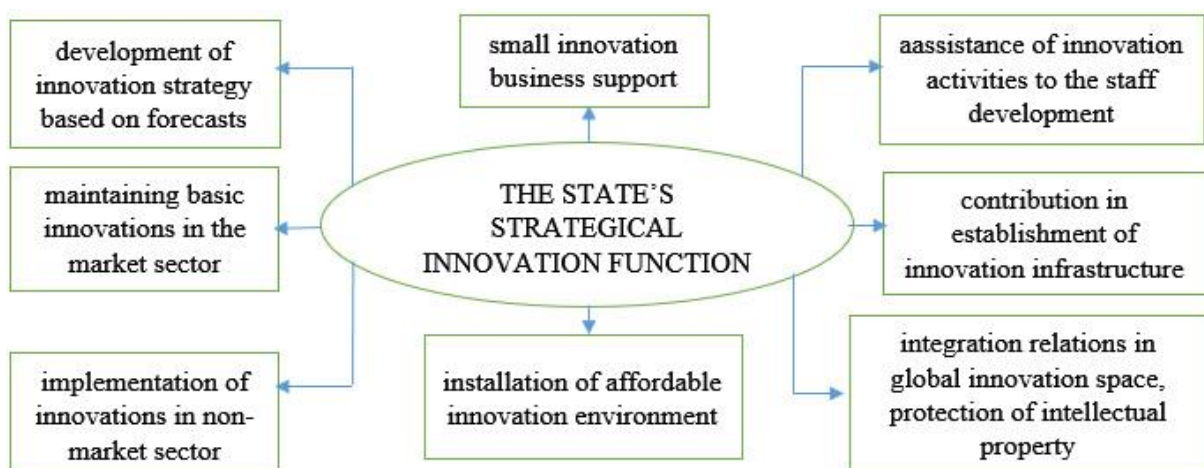 development of
innovation strategy
based on forecasts
small innovation
business support
aassistance of innovation
activities to the staff
development
maintaining basic
innovations in the
market sector
THE STATE'S
STRATEGICAL
INNOVATION FUNCTION
contribution in
establishment of
innovation infrastructure
implementation of
innovations in non-
market sector
installation of affordable
innovation environment
integration relations in
global innovation space,
protection of intellectual
property